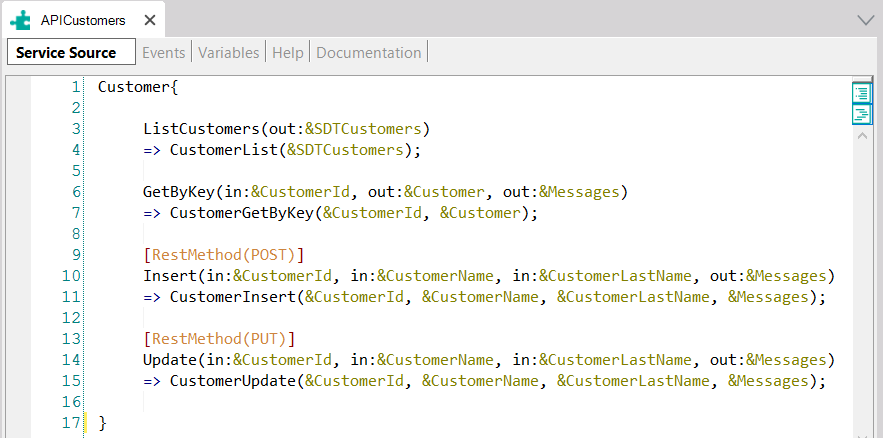 APICustomers
Service Source Events Variables Help Documentation
1 Customer{
2
3 ListCustomers(out:&SDTCustomers)
4 => CustomerList(&SDTCustomers);
5
6 GetByKey(in:&CustomerId, out:&Customer, out:&Messages)
7 => CustomerGetByKey(&CustomerId, &Customer);
8
9 [RestMethod(POST)]
10 Insert(in:&CustomerId, in:&CustomerName, in:&CustomerLastName, out:&Messages)
11 => CustomerInsert(&CustomerId, &CustomerName, &CustomerLastName, &Messages);
12
13 [RestMethod(PUT)]
14 Update(in:&CustomerId, in:&CustomerName, in:&CustomerLastName, out:&Messages)
15 => CustomerUpdate(&CustomerId, &CustomerName, &CustomerLastName, &Messages);
16
17 }